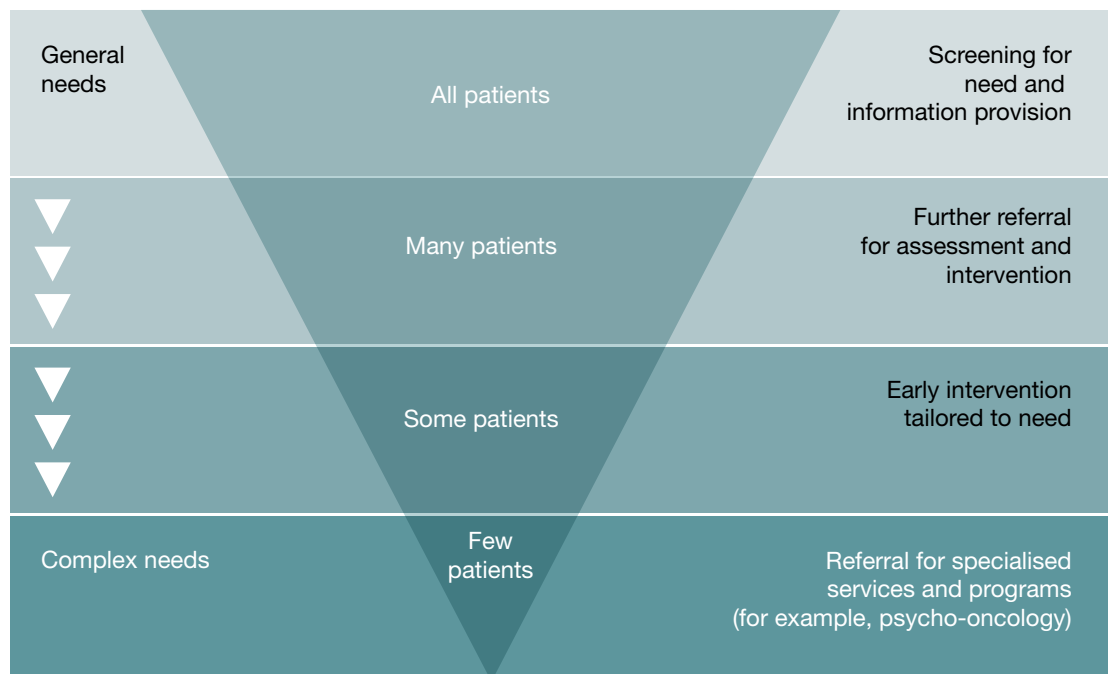 General
needs
All patients
Screening for
need and
information provision
Many patients
Further referral
for assessment and
intervention
Some patients
Early intervention
tailored to need
Complex needs
Few
patients
Referral for specialised
services and programs
(for example, psycho-oncology)